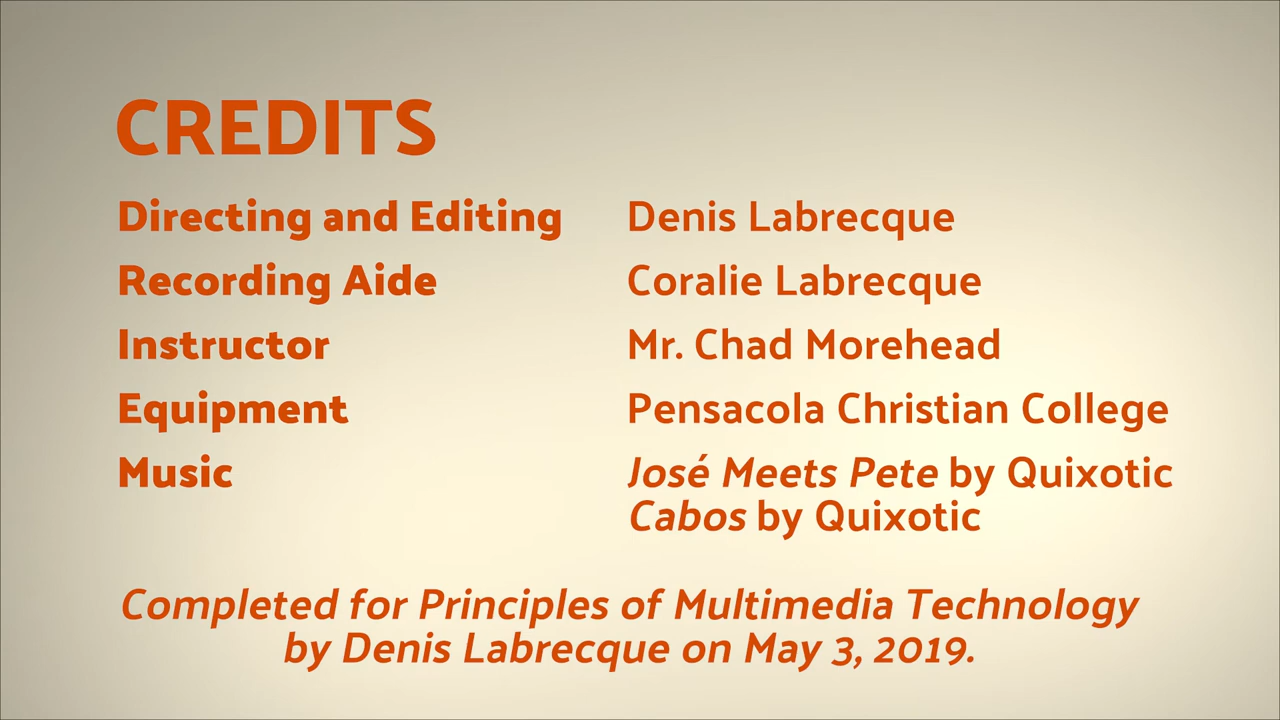 CREDITS
Directing and Editing Denis Labrecque
Recording Aide Coralie Labrecque
Instructor Mr. Chad Morehead
Equipment Pensacola Christian College
Music José Meets Pete by Quixotic
Cabos by Quixotic
Completed for Principles of Multimedia Technology
by Denis Labrecque on May 3, 2019.